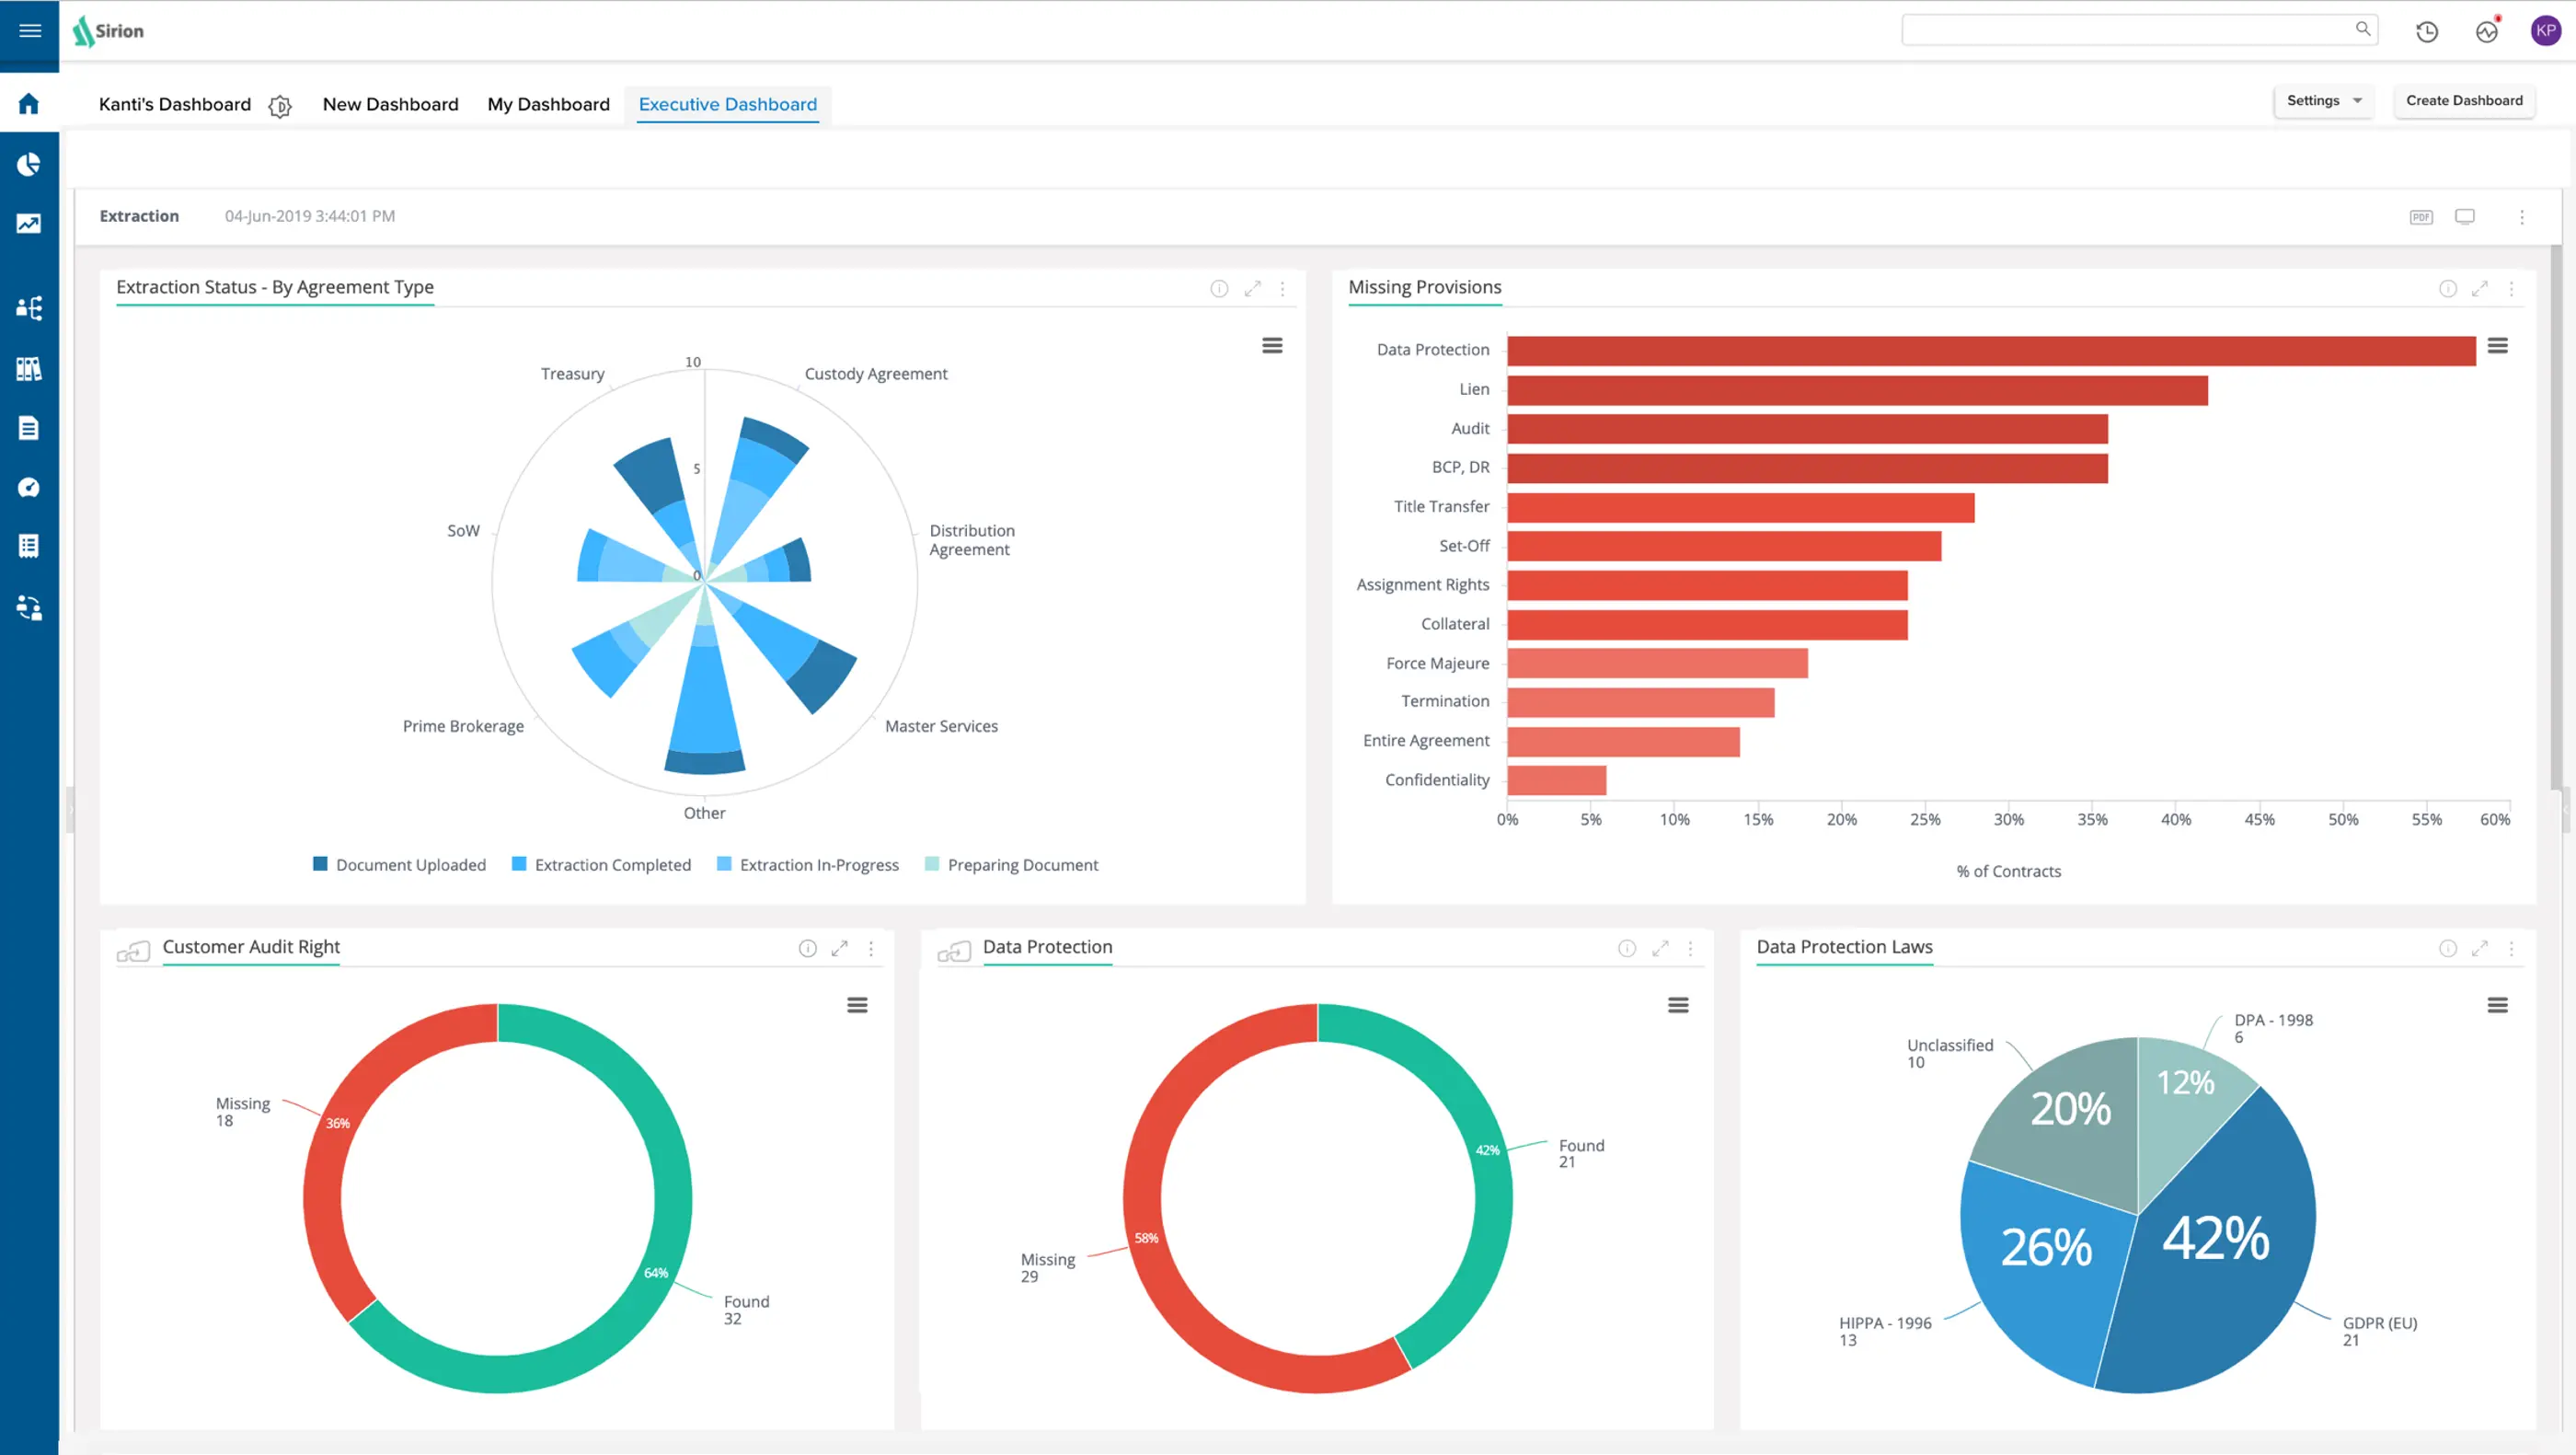 Sirion
KP
Kanti's Dashboard
D
New Dashboard
My Dashboard
Executive Dashboard
Settings
Create Dashboard
Extraction
04-Jun-2019 3:44:01 PM
PDF
Extraction Status - By Agreement Type
10
5
0
Treasury
Custody Agreement
SoW
Distribution
Agreement
Prime Brokerage
Master Services
Other
Document Uploaded
Extraction Completed
Extraction In-Progress
Preparing Document
Missing Provisions
Data Protection
Lien
Audit
BCP, DR
Title Transfer
Set-Off
Assignment Rights
Collateral
Force Majeure
Termination
Entire Agreement
Confidentiality
0% 5% 10% 15% 20% 25% 30% 35% 40% 45% 50% 55% 60%
% of Contracts
Customer Audit Right
Missing
18
36%
64%
Found
32
Data Protection
42%
Found
21
58%
Missing
29
Data Protection Laws
DPA - 1998
6
Unclassified
10
12%
20%
26%
42%
HIPPA - 1996
13
GDPR (EU)
21